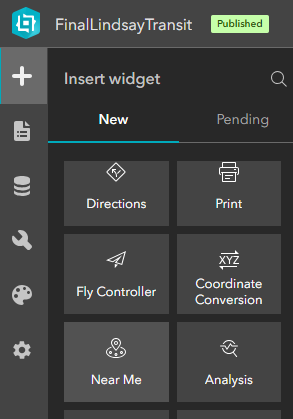 FinalLindsayTransit
Published
Insert widget
New
Pending
Directions
Print
Fly Controller
XYZ
Coordinate
Conversion
Near Me
Analysis